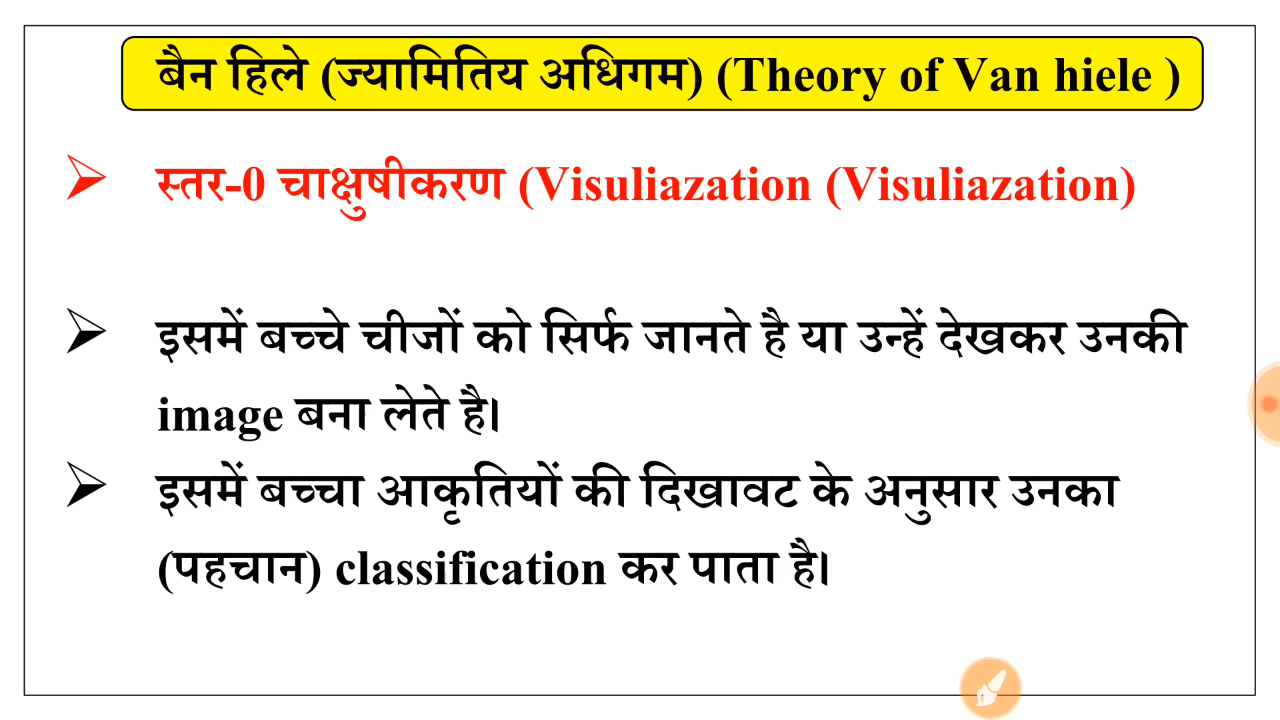 बैन हिले (ज्यामितिय अधिगम) (Theory of Van hiele )
➢ स्तर-0 चाक्षुषीकरण (Visuliazation (Visuliazation)
➢ इसमें बच्चे चीजों को सिर्फ जानते है या उन्हें देखकर उनकी
image बना लेते है।
➢ इसमें बच्चा आकृतियों की दिखावट के अनुसार उनका
(पहचान) classification कर पाता है।